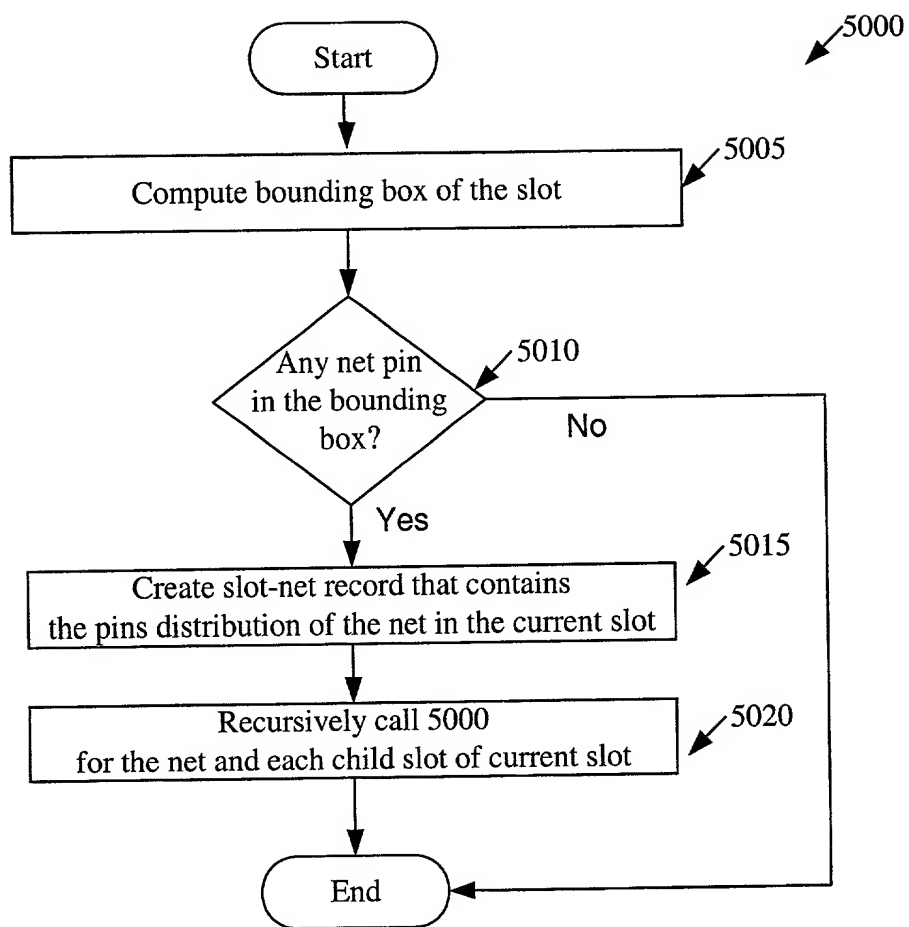 5000
Start
5005
Compute bounding box of the slot
5010
Any net pin
in the bounding
box?
No
Yes
5015
Create slot-net record that contains
the pins distribution of the net in the current slot
5020
Recursively call 5000
for the net and each child slot of current slot
End